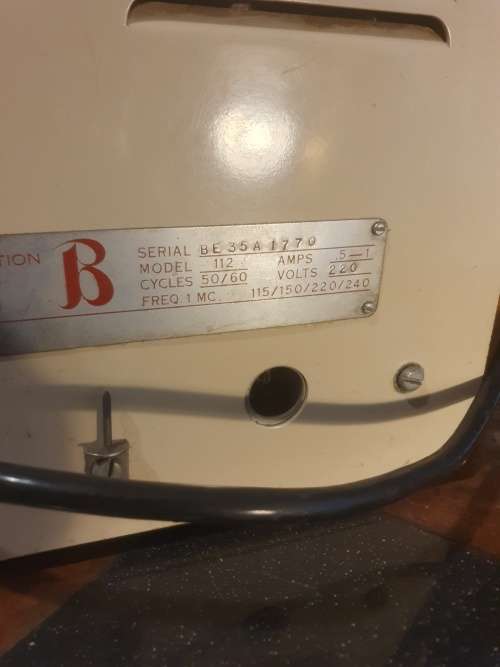 TION
B
SERIAL BE 35 A 1770
MODEL 112 AMPS .5—1
CYCLES 50/60 VOLTS 220
FREQ. 1 MC. 115/150/220/240